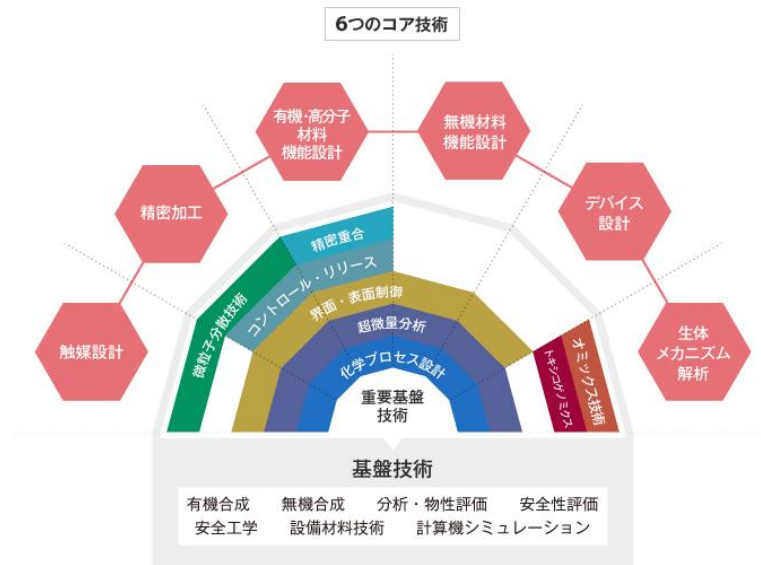 6つのコア技術
有機・高分子
材料
機能設計
無機材料
機能設計
精密加工
デバイス
設計
触媒設計
生体
メカニズム
解析
精密重合
コントロール・リリース
微粒子分散技術
界面・表面制御
超微量分析
化学プロセス設計
トキシコゲノミクス
オミックス技術
重要基盤
技術
基盤技術
有機合成 無機合成 分析・物性評価 安全性評価
安全工学 設備材料技術 計算機シミュレーション